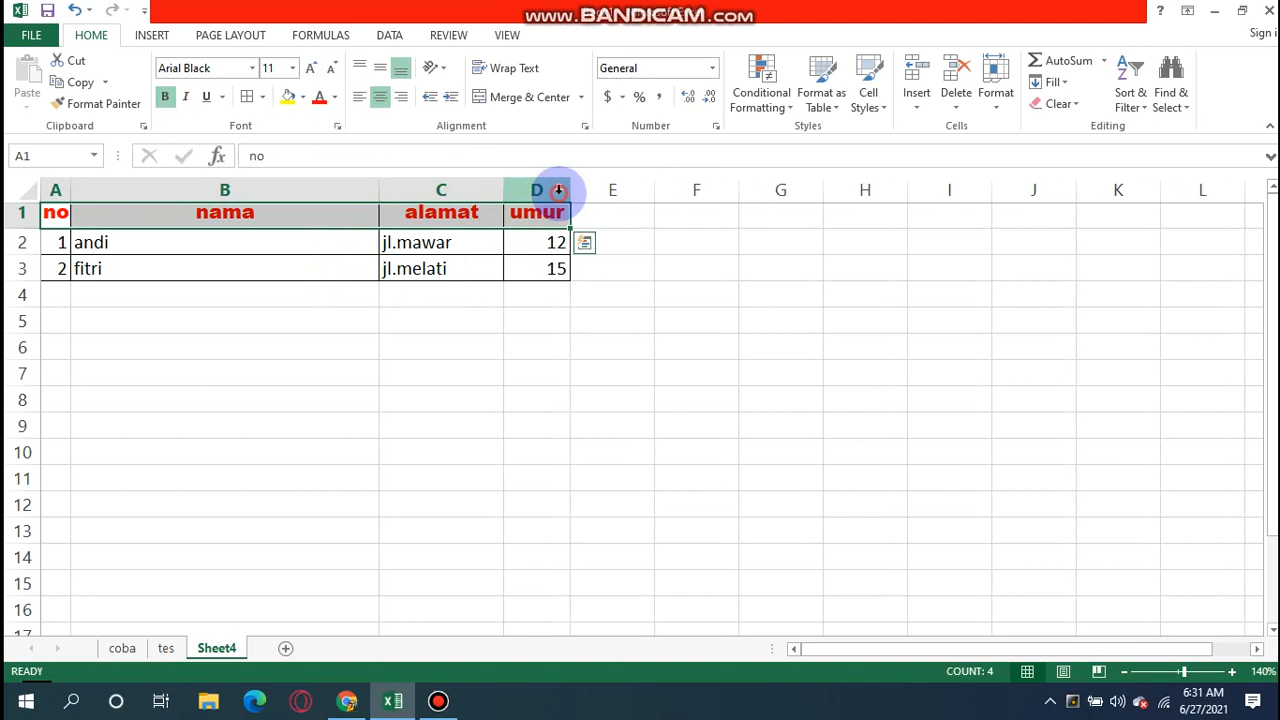 www.BANDICAM.com
?
FILE HOME INSERT PAGE LAYOUT FORMULAS DATA REVIEW VIEW Sign i
Paste Cut Copy Format Painter
Arial Black 11
B I U A A A
Wrap Text
Merge & Center
General
$ % ,
Conditional Formatting
Format as Table
Cell Styles
Insert Delete Format
AutoSum
Fill
Clear
Sort & Filter
Find & Select
Clipboard Font Alignment Number Styles Cells Editing
A1 fx no
A B C D E F G H I J K L
1 no nama alamat umur
2 1 andi jl.mawar 12
3 2 fitri jl.melati 15
4
5
6
7
8
9
10
11
12
13
14
15
16
17
coba tes Sheet4
READY COUNT: 4 140%
6:31 AM
6/27/2021